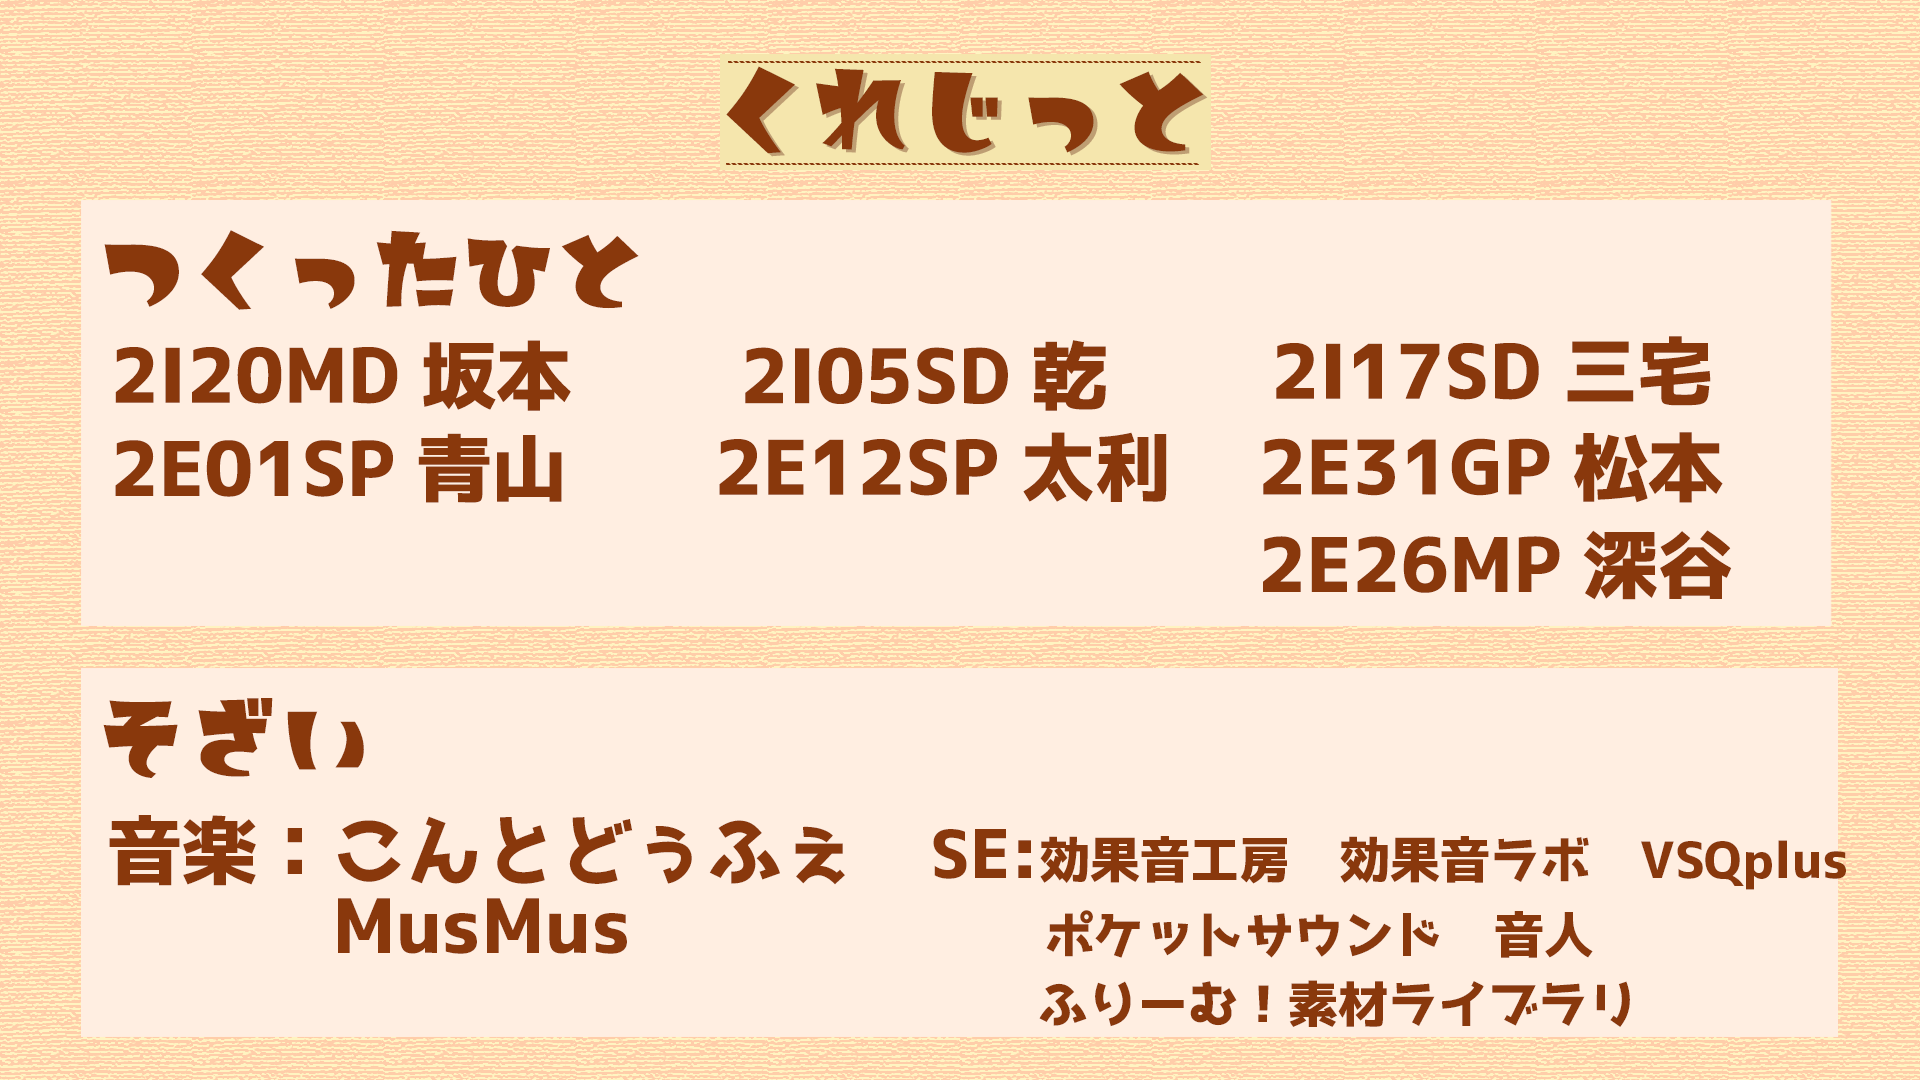 くれじっと
つくったひと
2I20MD 坂本　2I05SD 乾　2I17SD 三宅
2E01SP 青山　2E12SP 太利　2E31GP 松本
2E26MP 深谷
そざい
音楽：こんとどぅふぇ　SE:効果音工房　効果音ラボ　VSQplus
MusMus　ポケットサウンド　音人
ふりーむ！素材ライブラリ